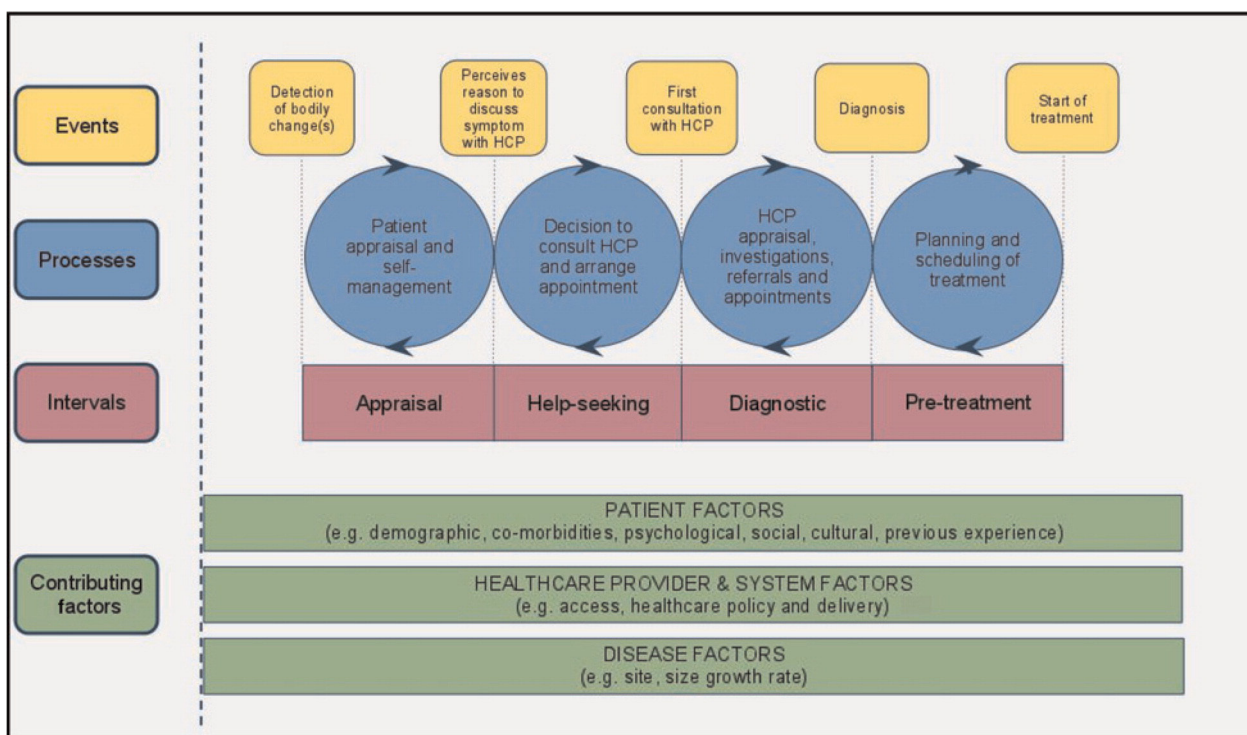 Events
Detection
of bodily
change(s)
Perceives
reason to
discuss
symptom
with HCP
First
consultation
with HCP
Diagnosis
Start of
treatment
Processes
Patient
appraisal and
self-
management
Decision to
consult HCP
and arrange
appointment
HCP
appraisal,
investigations,
referrals and
appointments
Planning and
scheduling of
treatment
Intervals
Appraisal
Help-seeking
Diagnostic
Pre-treatment
Contributing
factors
PATIENT FACTORS
(e.g. demographic, co-morbidities, psychological, social, cultural, previous experience)
HEALTHCARE PROVIDER & SYSTEM FACTORS
(e.g. access, healthcare policy and delivery)
DISEASE FACTORS
(e.g. site, size growth rate)